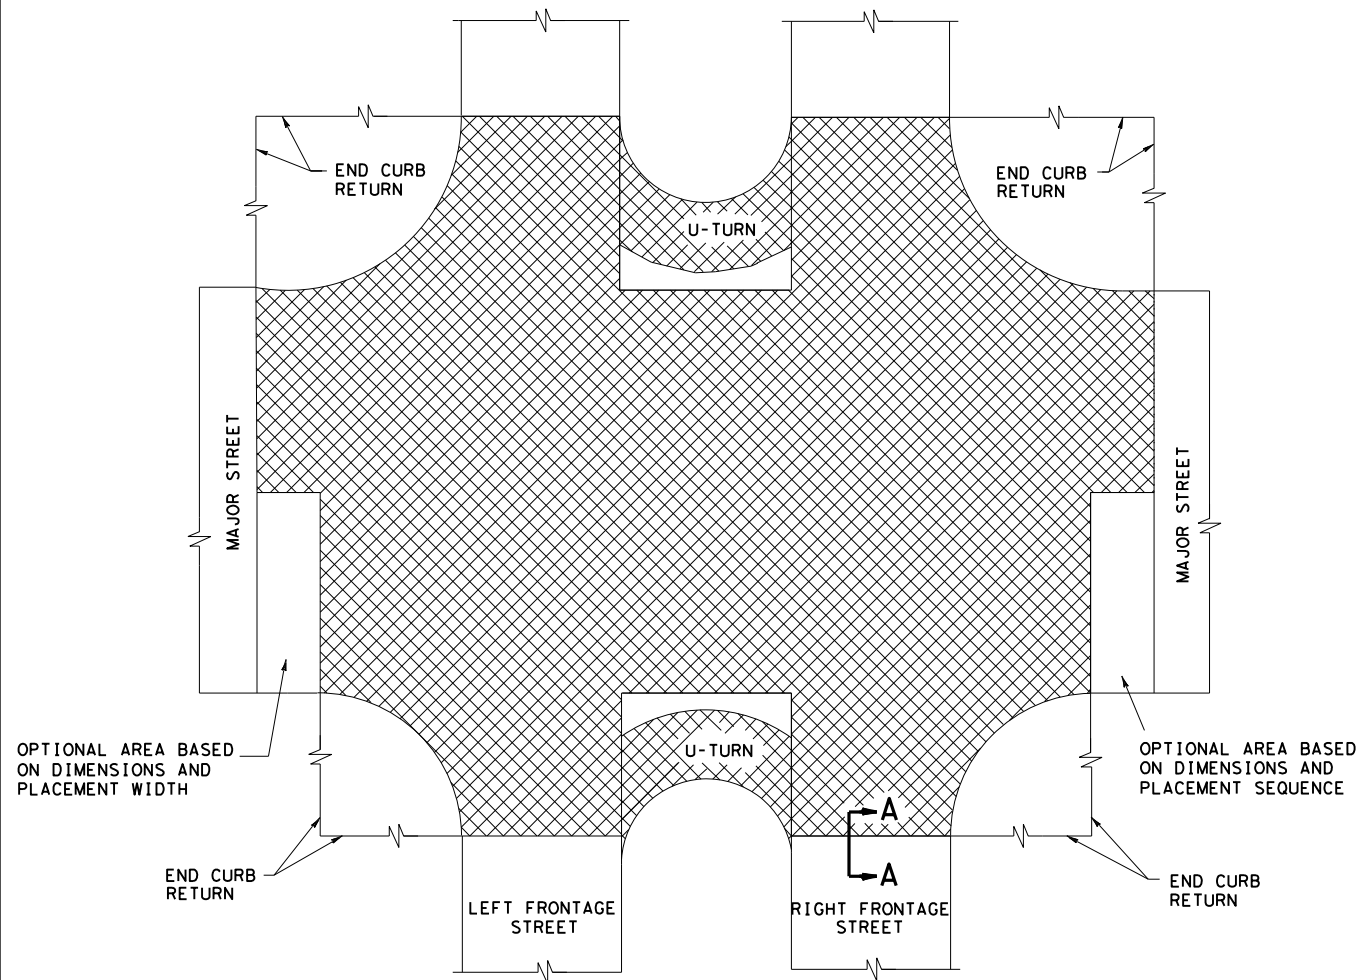 END CURB
RETURN
END CURB
RETURN
U-TURN
MAJOR STREET
MAJOR STREET
OPTIONAL AREA BASED
ON DIMENSIONS AND
PLACEMENT WIDTH
U-TURN
OPTIONAL AREA BASED
ON DIMENSIONS AND
PLACEMENT SEQUENCE
A
A
END CURB
RETURN
LEFT FRONTAGE
STREET
RIGHT FRONTAGE
STREET
END CURB
RETURN